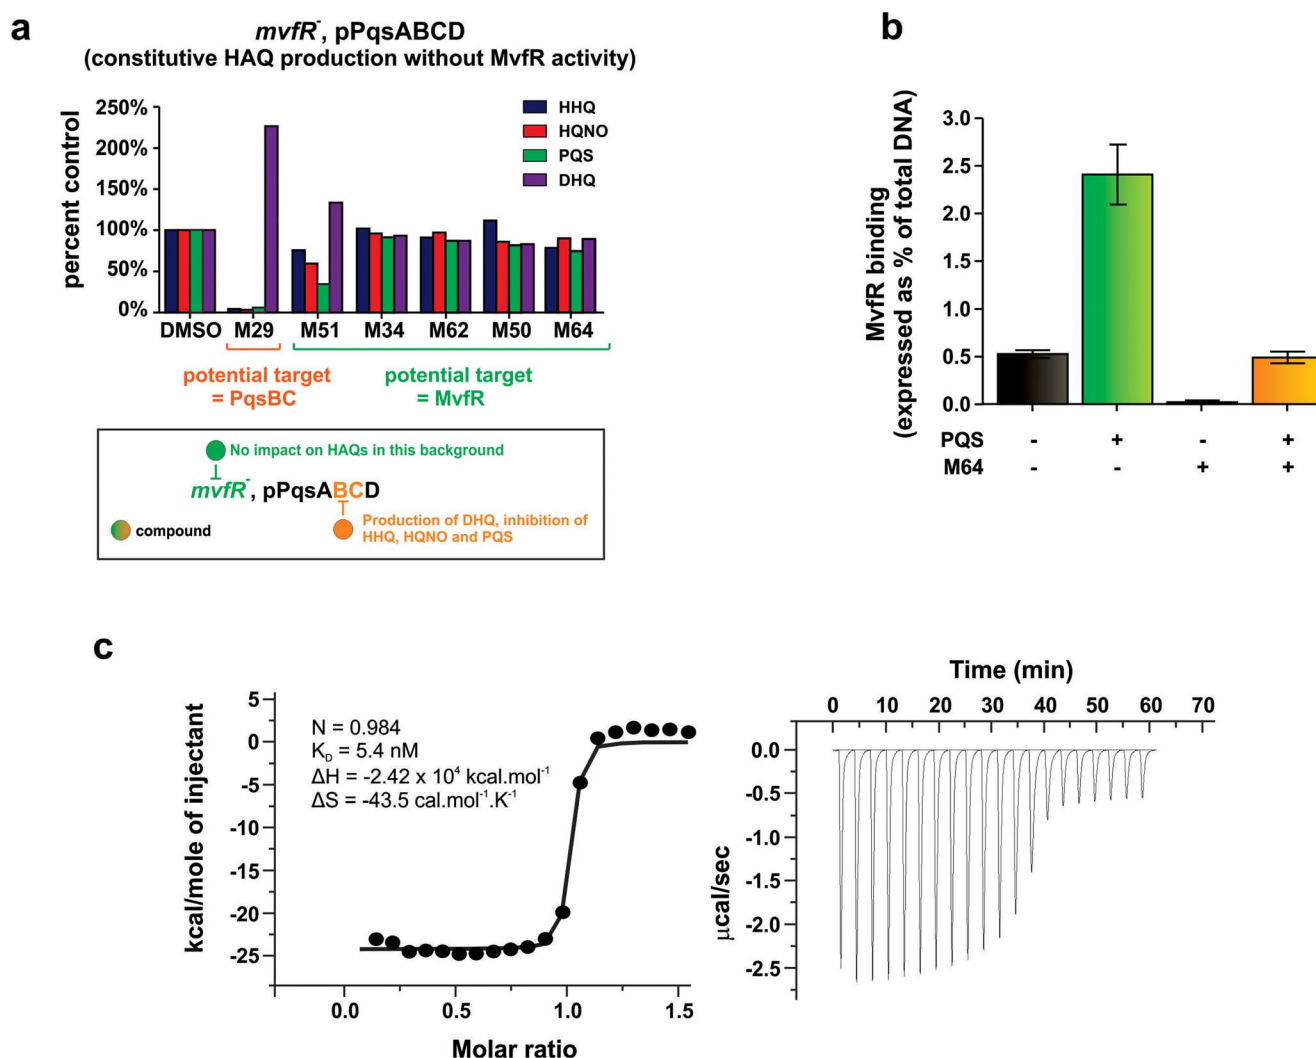 a
mvfR-, pPqsABCD
(constitutive HAQ production without MvfR activity)
percent control
250%
200%
150%
100%
50%
0%
HHQ
HQNO
PQS
DHQ
DMSO M29 M51 M34 M62 M50 M64
potential target
= PqsBC
potential target
= MvfR
No impact on HAQs in this background
mvfR-, pPqsABCD
compound
Production of DHQ, inhibition of
HHQ, HQNO and PQS
b
MvfR binding
(expressed as % of total DNA)
3.0
2.5
2.0
1.5
1.0
0.5
0.0
PQS - + - +
M64 - - + +
c
kcal/mole of injectant
5
0
-5
-10
-15
-20
-25
N = 0.984
KD = 5.4 nM
ΔH = -2.42 x 10⁴ kcal.mol⁻¹
ΔS = -43.5 cal.mol⁻¹.K⁻¹
0.0 0.5 1.0 1.5
Molar ratio
Time (min)
0 10 20 30 40 50 60 70
µcal/sec
0.0
-0.5
-1.0
-1.5
-2.0
-2.5